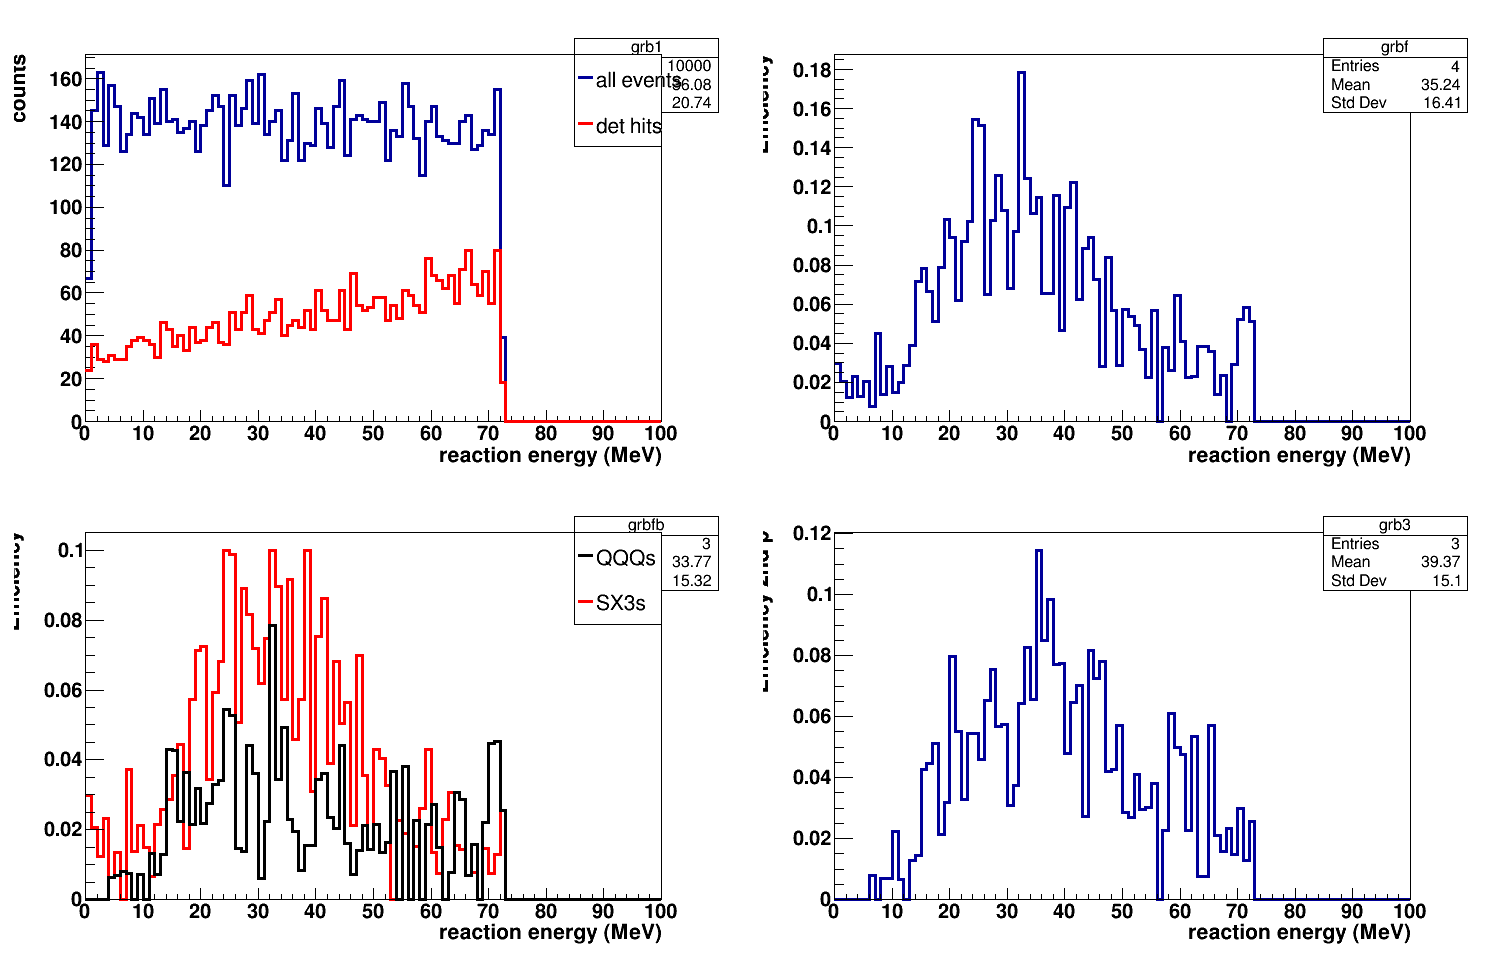 grb1
10000
36.08
20.74
all events
det hits
counts
160
140
120
100
80
60
40
20
0
0 10 20 30 40 50 60 70 80 90 100
reaction energy (MeV)
grbf
Entries 4
Mean 35.24
Std Dev 16.41
Efficiency
0.18
0.16
0.14
0.12
0.1
0.08
0.06
0.04
0.02
0
0 10 20 30 40 50 60 70 80 90 100
reaction energy (MeV)
grbfb
3
33.77
15.32
QQQs
SX3s
Efficiency
0.1
0.08
0.06
0.04
0.02
0
0 10 20 30 40 50 60 70 80 90 100
reaction energy (MeV)
grb3
Entries 3
Mean 39.37
Std Dev 15.1
Efficiency 2nd p
0.12
0.1
0.08
0.06
0.04
0.02
0
0 10 20 30 40 50 60 70 80 90 100
reaction energy (MeV)